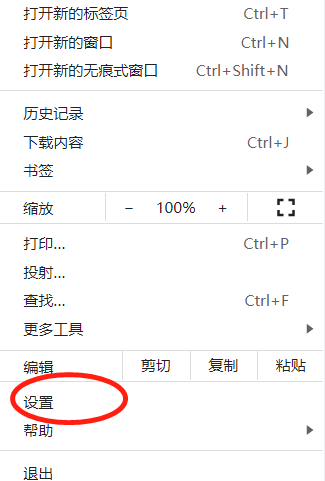 打开新的标签页 Ctrl+T
打开新的窗口 Ctrl+N
打开新的无痕式窗口 Ctrl+Shift+N
历史记录
下载内容 Ctrl+J
书签
缩放 － 100% +
打印... Ctrl+P
投射...
查找... Ctrl+F
更多工具
编辑 剪切 复制 粘贴
设置
帮助
退出